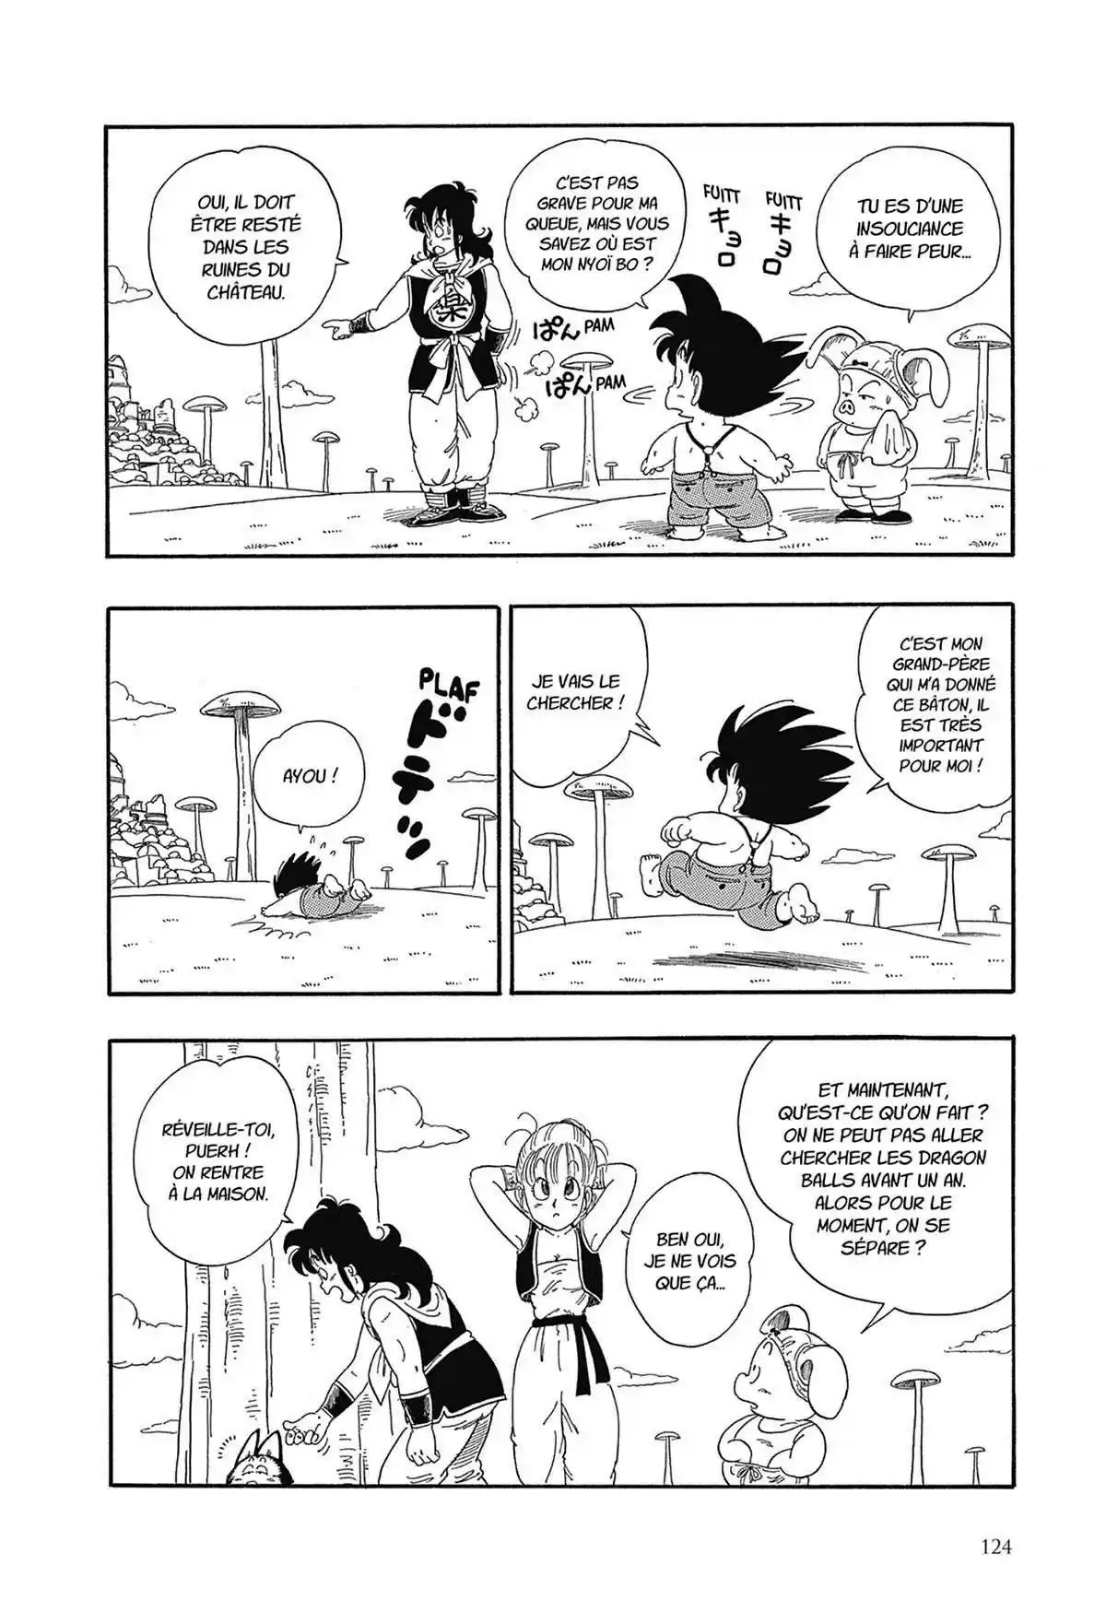 TU ES D'UNE
INSOUCIANCE
À FAIRE PEUR...
FUITT
キョロ
FUITT
キョロ
C'EST PAS
GRAVE POUR MA
QUEUE, MAIS VOUS
SAVEZ OÙ EST
MON NYOÏ BO ?
ぱん PAM
ぱん PAM
楽
OUI, IL DOIT
ÊTRE RESTÉ
DANS LES
RUINES DU
CHÂTEAU.
C'EST MON
GRAND-PÈRE
QUI M'A DONNÉ
CE BÂTON, IL
EST TRÈS
IMPORTANT
POUR MOI !
JE VAIS LE
CHERCHER !
PLAF
ドテッ
AYOU !
ET MAINTENANT,
QU'EST-CE QU'ON FAIT ?
ON NE PEUT PAS ALLER
CHERCHER LES DRAGON
BALLS AVANT UN AN.
ALORS POUR LE
MOMENT, ON SE
SÉPARE ?
BEN OUI,
JE NE VOIS
QUE ÇA...
RÉVEILLE-TOI,
PUERH !
ON RENTRE
À LA MAISON.
124